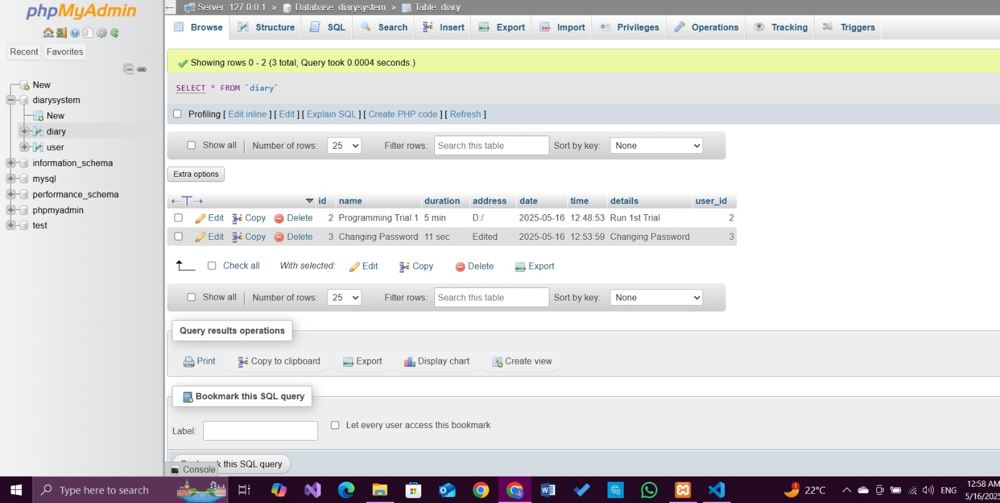 phpMyAdmin
Recent Favorites
New
diarysystem
New
diary
user
information_schema
mysql
performance_schema
phpmyadmin
test
Server: 127.0.0.1 » Database: diarysystem » Table: diary
Browse Structure SQL Search Insert Export Import Privileges Operations Tracking Triggers
Showing rows 0 - 2 (3 total, Query took 0.0004 seconds.)
SELECT * FROM `diary`
Profiling [ Edit inline ] [ Edit ] [ Explain SQL ] [ Create PHP code ] [ Refresh ]
Show all Number of rows: 25 Filter rows: Search this table Sort by key: None
Extra options
id name duration address date time details user_id
Edit Copy Delete 2 Programming Trial 1 5 min D:/ 2025-05-16 12:48:53 Run 1st Trial 2
Edit Copy Delete 3 Changing Password 11 sec Edited 2025-05-16 12:53:59 Changing Password 3
Check all With selected: Edit Copy Delete Export
Show all Number of rows: 25 Filter rows: Search this table Sort by key: None
Query results operations
Print Copy to clipboard Export Display chart Create view
Bookmark this SQL query
Label: Let every user access this bookmark
this SQL query
Console
Type here to search 22°C ENG 12:58 AM
5/16/2025